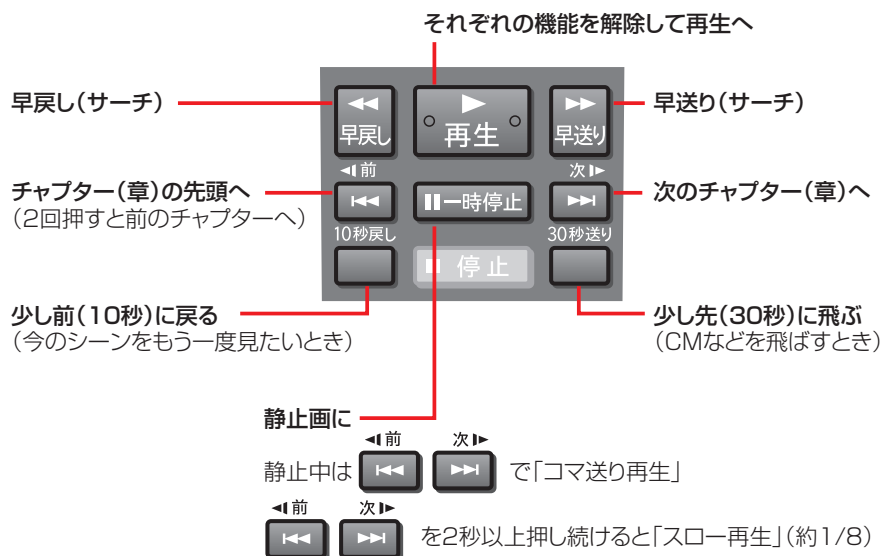 それぞれの機能を解除して再生へ
早戻し(サーチ)
早戻し
再生
早送り
早送り(サーチ)
前
次
チャプター(章)の先頭へ
(2回押すと前のチャプターへ)
一時停止
次のチャプター(章)へ
10秒戻し
30秒送り
停止
少し前(10秒)に戻る
(今のシーンをもう一度見たいとき)
少し先(30秒)に飛ぶ
(CMなどを飛ばすとき)
静止画に
前 次
静止中は で「コマ送り再生」
前 次
を2秒以上押し続けると「スロー再生」(約1/8)